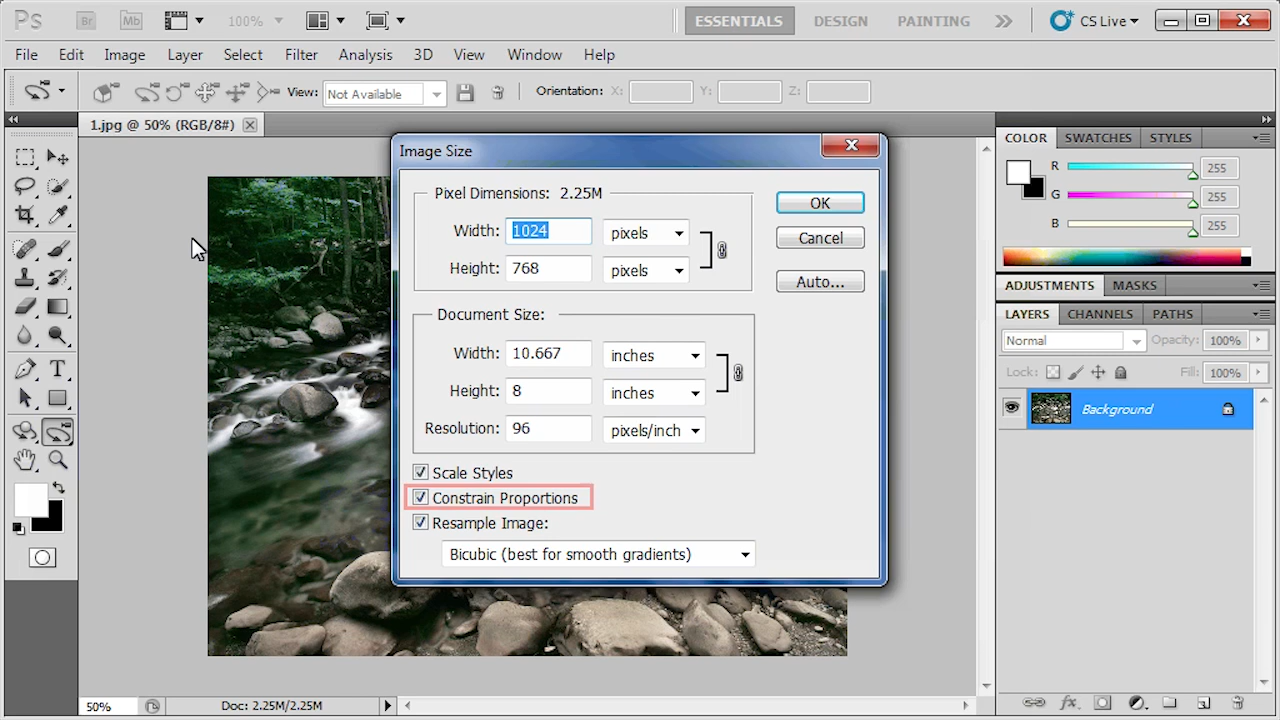 Ps Br Mb 100% ESSENTIALS DESIGN PAINTING CS Live
File Edit Image Layer Select Filter Analysis 3D View Window Help
View: Not Available Orientation: X: Y: Z:
1.jpg @ 50% (RGB/8#)
COLOR SWATCHES STYLES
R 255
G 255
B 255
ADJUSTMENTS MASKS
LAYERS CHANNELS PATHS
Normal Opacity: 100%
Lock: Fill: 100%
Background
Image Size
Pixel Dimensions: 2.25M
Width: 1024 pixels
Height: 768 pixels
OK
Cancel
Auto...
Document Size:
Width: 10.667 inches
Height: 8 inches
Resolution: 96 pixels/inch
Scale Styles
Constrain Proportions
Resample Image:
Bicubic (best for smooth gradients)
T
fx
50% Doc: 2.25M/2.25M